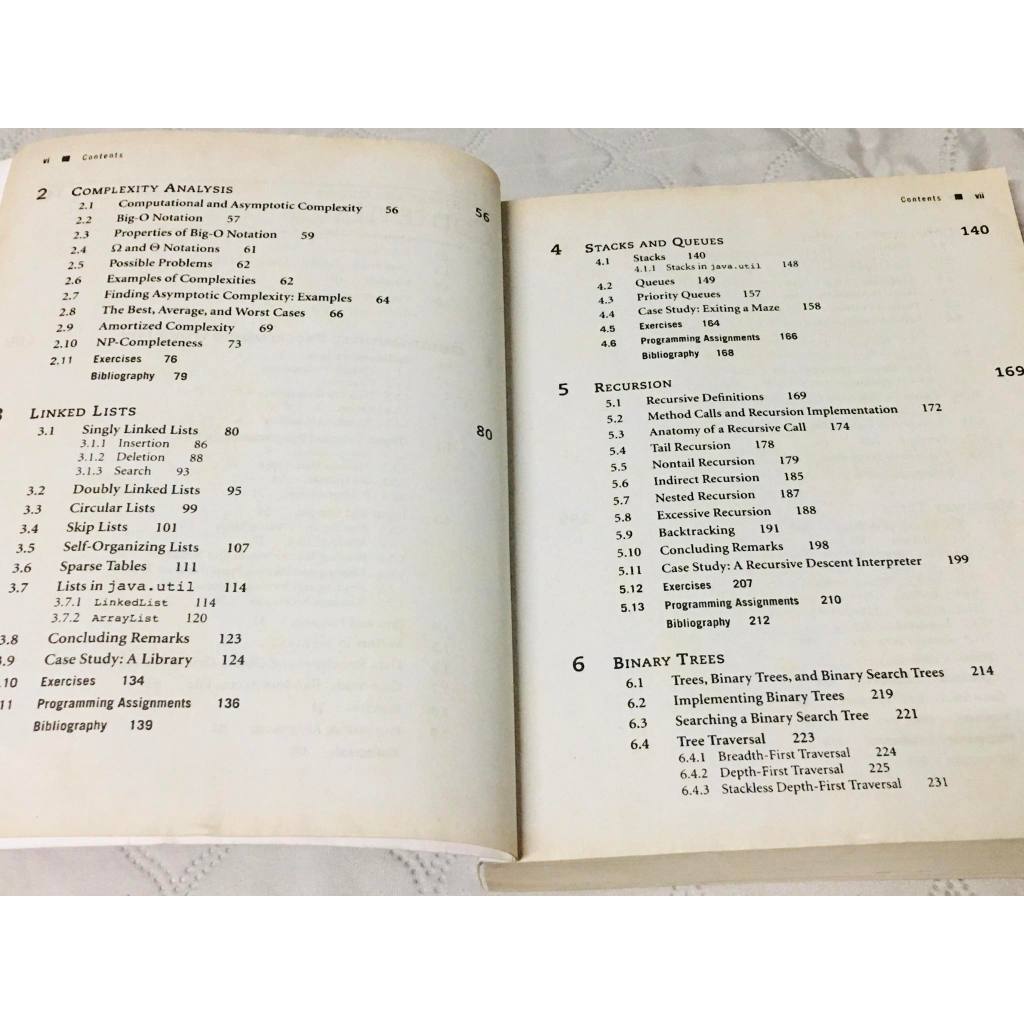 vi ■ Contents
2 COMPLEXITY ANALYSIS 56
2.1 Computational and Asymptotic Complexity 56
2.2 Big-O Notation 57
2.3 Properties of Big-O Notation 59
2.4 Ω and Θ Notations 61
2.5 Possible Problems 62
2.6 Examples of Complexities 62
2.7 Finding Asymptotic Complexity: Examples 64
2.8 The Best, Average, and Worst Cases 66
2.9 Amortized Complexity 69
2.10 NP-Completeness 73
2.11 Exercises 76
Bibliography 79
3 LINKED LISTS 80
3.1 Singly Linked Lists 80
3.1.1 Insertion 86
3.1.2 Deletion 88
3.1.3 Search 93
3.2 Doubly Linked Lists 95
3.3 Circular Lists 99
3.4 Skip Lists 101
3.5 Self-Organizing Lists 107
3.6 Sparse Tables 111
3.7 Lists in java.util 114
3.7.1 LinkedList 114
3.7.2 ArrayList 120
3.8 Concluding Remarks 123
3.9 Case Study: A Library 124
.10 Exercises 134
11 Programming Assignments 136
Bibliography 139
Contents ■ vii
4 STACKS AND QUEUES 140
4.1 Stacks 140
4.1.1 Stacks in java.util 148
4.2 Queues 149
4.3 Priority Queues 157
4.4 Case Study: Exiting a Maze 158
4.5 Exercises 164
4.6 Programming Assignments 166
Bibliography 168
5 RECURSION 169
5.1 Recursive Definitions 169
5.2 Method Calls and Recursion Implementation 172
5.3 Anatomy of a Recursive Call 174
5.4 Tail Recursion 178
5.5 Nontail Recursion 179
5.6 Indirect Recursion 185
5.7 Nested Recursion 187
5.8 Excessive Recursion 188
5.9 Backtracking 191
5.10 Concluding Remarks 198
5.11 Case Study: A Recursive Descent Interpreter 199
5.12 Exercises 207
5.13 Programming Assignments 210
Bibliography 212
6 BINARY TREES
6.1 Trees, Binary Trees, and Binary Search Trees 214
6.2 Implementing Binary Trees 219
6.3 Searching a Binary Search Tree 221
6.4 Tree Traversal 223
6.4.1 Breadth-First Traversal 224
6.4.2 Depth-First Traversal 225
6.4.3 Stackless Depth-First Traversal 231